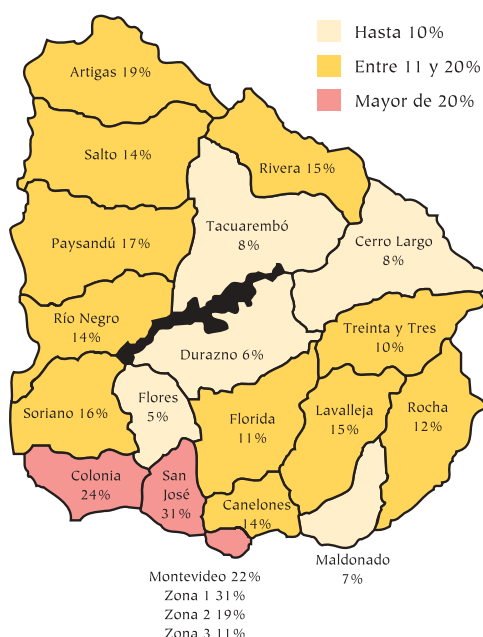 Hasta 10%
Entre 11 y 20%
Mayor de 20%
Artigas 19%
Salto 14%
Rivera 15%
Tacuarembó
8%
Cerro Largo
8%
Paysandú 17%
Río Negro
14%
Treinta y Tres
10%
Durazno 6%
Soriano 16%
Flores
5%
Florida
11%
Lavalleja
15%
Rocha
12%
Colonia
24%
San
José
31%
Canelones
14%
Maldonado
7%
Montevideo 22%
Zona 1 31%
Zona 2 19%
Zona 3 11%